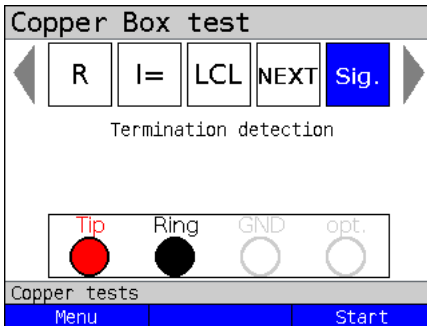 Copper Box test
R I= LCL NEXT Sig.
Termination detection
Tip Ring GND opt.
Copper tests
Menu Start